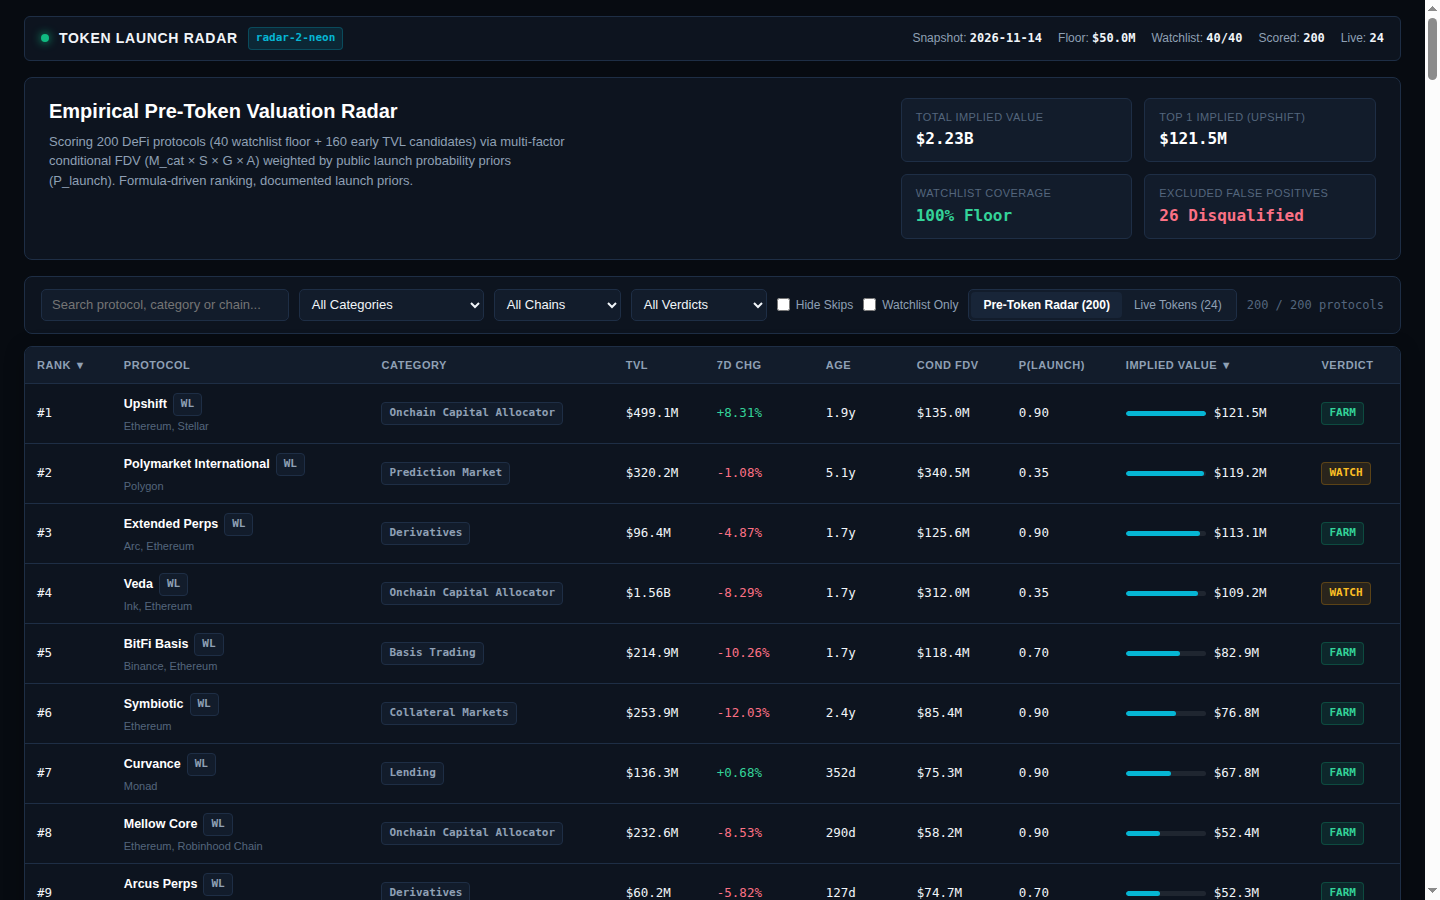 TOKEN LAUNCH RADAR radar-2-neon Snapshot: 2026-11-14 Floor: $50.0M Watchlist: 40/40 Scored: 200 Live: 24
Empirical Pre-Token Valuation Radar
Scoring 200 DeFi protocols (40 watchlist floor + 160 early TVL candidates) via multi-factor
conditional FDV (M_cat × S × G × A) weighted by public launch probability priors
(P_launch). Formula-driven ranking, documented launch priors.
TOTAL IMPLIED VALUE
$2.23B
TOP 1 IMPLIED (UPSHIFT)
$121.5M
WATCHLIST COVERAGE
100% Floor
EXCLUDED FALSE POSITIVES
26 Disqualified
Search protocol, category or chain... All Categories All Chains All Verdicts Hide Skips Watchlist Only Pre-Token Radar (200) Live Tokens (24) 200 / 200 protocols
RANK ▼ PROTOCOL CATEGORY TVL 7D CHG AGE COND FDV P(LAUNCH) IMPLIED VALUE ▼ VERDICT
#1 Upshift WL Onchain Capital Allocator $499.1M +8.31% 1.9y $135.0M 0.90 $121.5M FARM
Ethereum, Stellar
#2 Polymarket International WL Prediction Market $320.2M -1.08% 5.1y $340.5M 0.35 $119.2M WATCH
Polygon
#3 Extended Perps WL Derivatives $96.4M -4.87% 1.7y $125.6M 0.90 $113.1M FARM
Arc, Ethereum
#4 Veda WL Onchain Capital Allocator $1.56B -8.29% 1.7y $312.0M 0.35 $109.2M WATCH
Ink, Ethereum
#5 BitFi Basis WL Basis Trading $214.9M -10.26% 1.7y $118.4M 0.70 $82.9M FARM
Binance, Ethereum
#6 Symbiotic WL Collateral Markets $253.9M -12.03% 2.4y $85.4M 0.90 $76.8M FARM
Ethereum
#7 Curvance WL Lending $136.3M +0.68% 352d $75.3M 0.90 $67.8M FARM
Monad
#8 Mellow Core WL Onchain Capital Allocator $232.6M -8.53% 290d $58.2M 0.90 $52.4M FARM
Ethereum, Robinhood Chain
#9 Arcus Perps WL Derivatives $60.2M -5.82% 127d $74.7M 0.70 $52.3M FARM